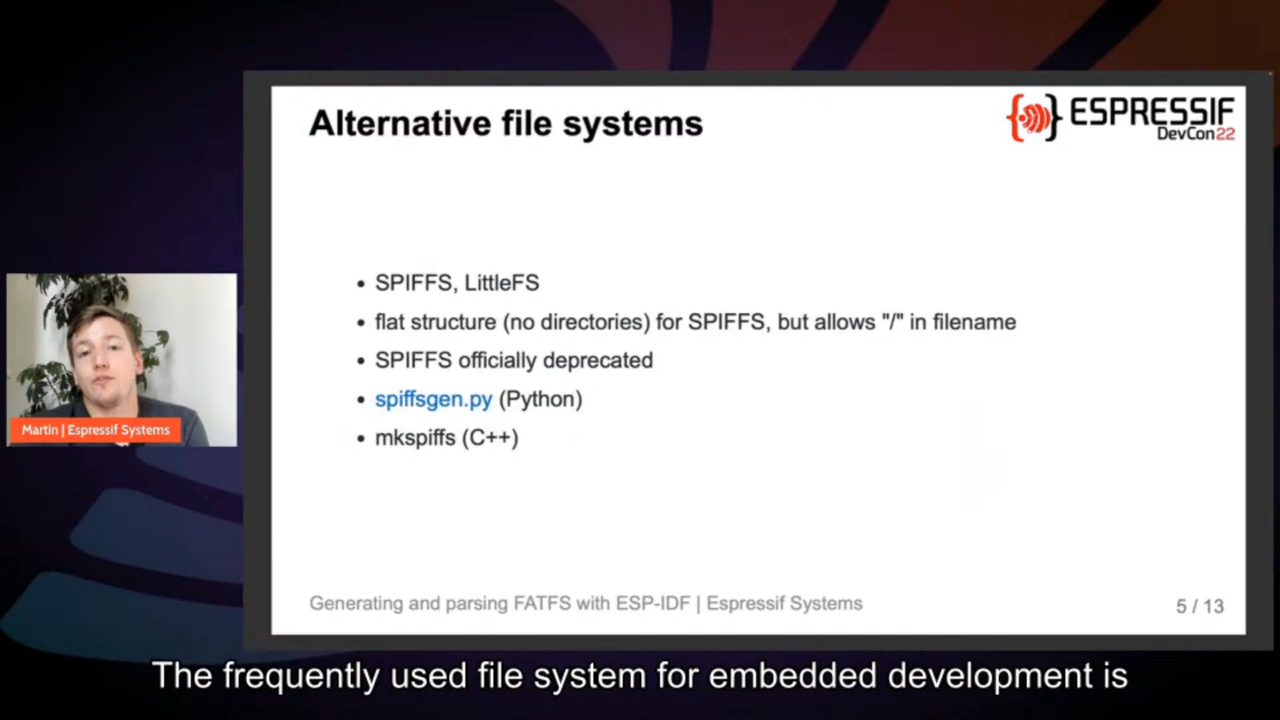 Alternative file systems
{ } ESPRESSIF
DevCon22
• SPIFFS, LittleFS
• flat structure (no directories) for SPIFFS, but allows "/" in filename
• SPIFFS officially deprecated
• spiffsgen.py (Python)
• mkspiffs (C++)
Martin | Espressif Systems
Generating and parsing FATFS with ESP-IDF | Espressif Systems
5 / 13
The frequently used file system for embedded development is